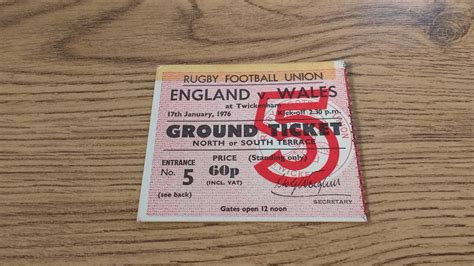 RUGBY FOOTBALL UNION
ENGLAND v. WALES
at Twickenham
17th January, 1976 Kick-off 2.30 p.m.
GROUND TICKET
NORTH or SOUTH TERRACE
ENTRANCE PRICE (Standing only)
No. 5 60p
(see back) (INCL. VAT)
5
SECRETARY
Gates open 12 noon